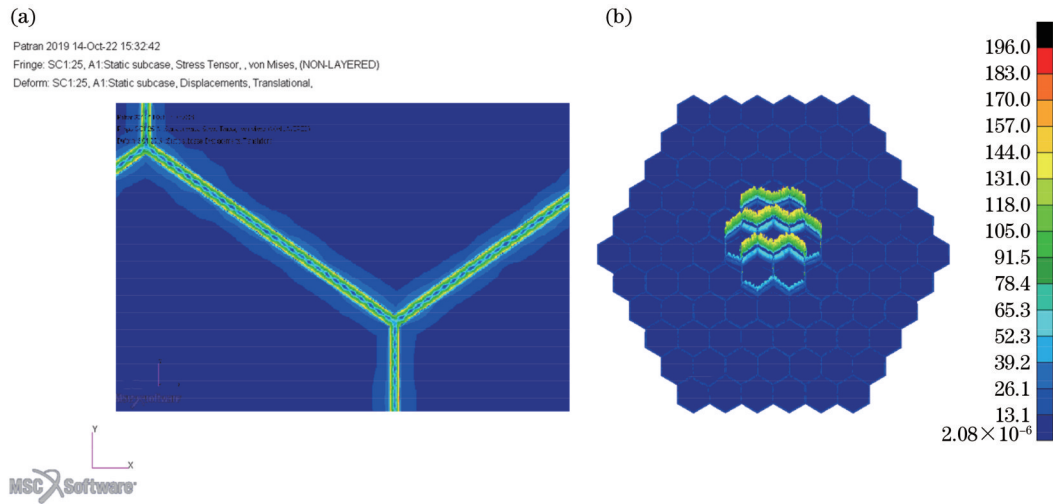 (a)
Patran 2019 14-Oct-22 15:32:42
Fringe: SC1:25, A1:Static subcase, Stress Tensor, , von Mises, (NON-LAYERED)
Deform: SC1:25, A1:Static subcase, Displacements, Translational,
Y
X
MSC Software
(b)
196.0
183.0
170.0
157.0
144.0
131.0
118.0
105.0
91.5
78.4
65.3
52.3
39.2
26.1
13.1
2.08×10⁻⁶